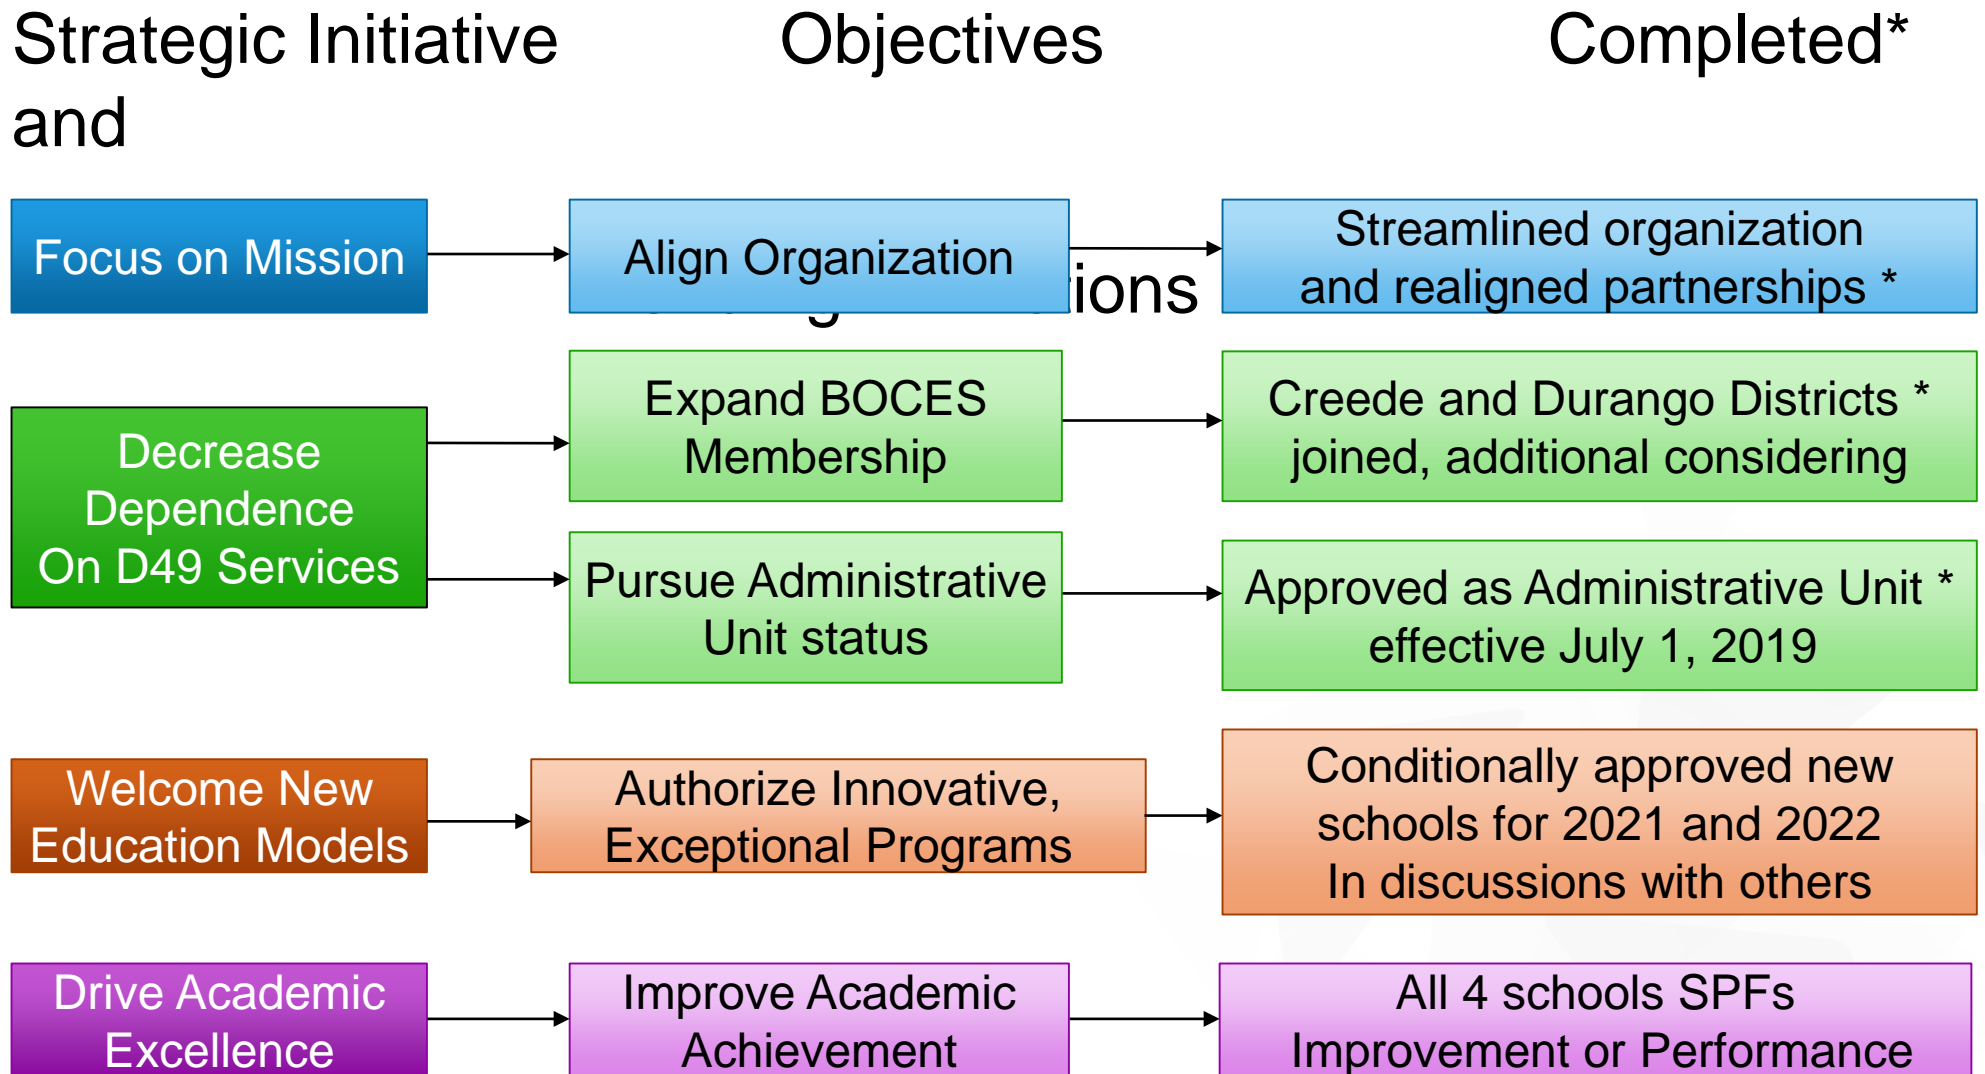 Strategic Initiative Objectives Completed*
and
Focus on Mission
Align Organization
Streamlined organization
and realigned partnerships *
Decrease
Dependence
On D49 Services
Expand BOCES
Membership
Creede and Durango Districts *
joined, additional considering
Pursue Administrative
Unit status
Approved as Administrative Unit *
effective July 1, 2019
Welcome New
Education Models
Authorize Innovative,
Exceptional Programs
Conditionally approved new
schools for 2021 and 2022
In discussions with others
Drive Academic
Excellence
Improve Academic
Achievement
All 4 schools SPFs
Improvement or Performance